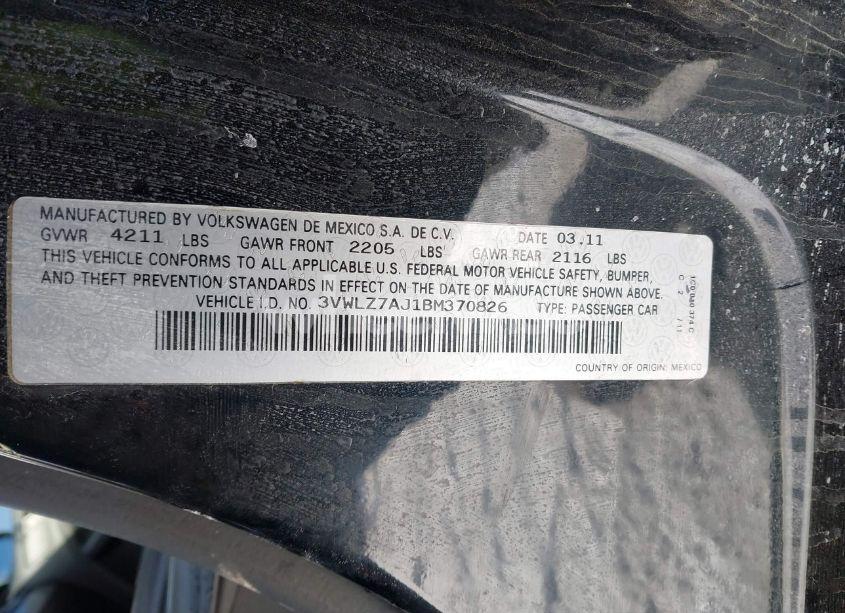 MANUFACTURED BY VOLKSWAGEN DE MEXICO S.A. DE C.V. DATE 03.11
GVWR 4211 LBS GAWR FRONT 2205 LBS GAWR REAR 2116 LBS
THIS VEHICLE CONFORMS TO ALL APPLICABLE U.S. FEDERAL MOTOR VEHICLE SAFETY, BUMPER,
AND THEFT PREVENTION STANDARDS IN EFFECT ON THE DATE OF MANUFACTURE SHOWN ABOVE.
VEHICLE I.D. NO. 3VWLZ7AJ1BM370826 TYPE: PASSENGER CAR
COUNTRY OF ORIGIN: MEXICO
C 2 /11